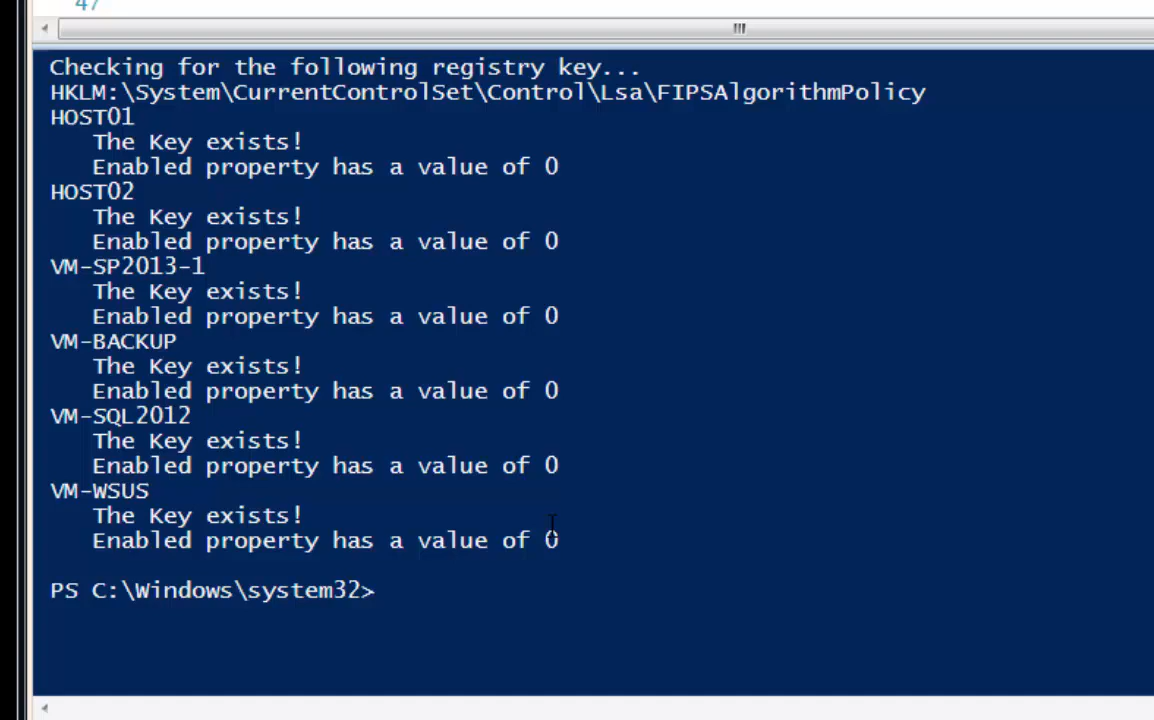 47
Checking for the following registry key...
HKLM:\System\CurrentControlSet\Control\Lsa\FIPSAlgorithmPolicy
HOST01
The Key exists!
Enabled property has a value of 0
HOST02
The Key exists!
Enabled property has a value of 0
VM-SP2013-1
The Key exists!
Enabled property has a value of 0
VM-BACKUP
The Key exists!
Enabled property has a value of 0
VM-SQL2012
The Key exists!
Enabled property has a value of 0
VM-WSUS
The Key exists!
Enabled property has a value of 0
PS C:\Windows\system32>